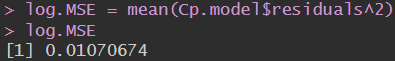 > log.MSE = mean(Cp.model$residuals^2)
> log.MSE
[1] 0.01070674